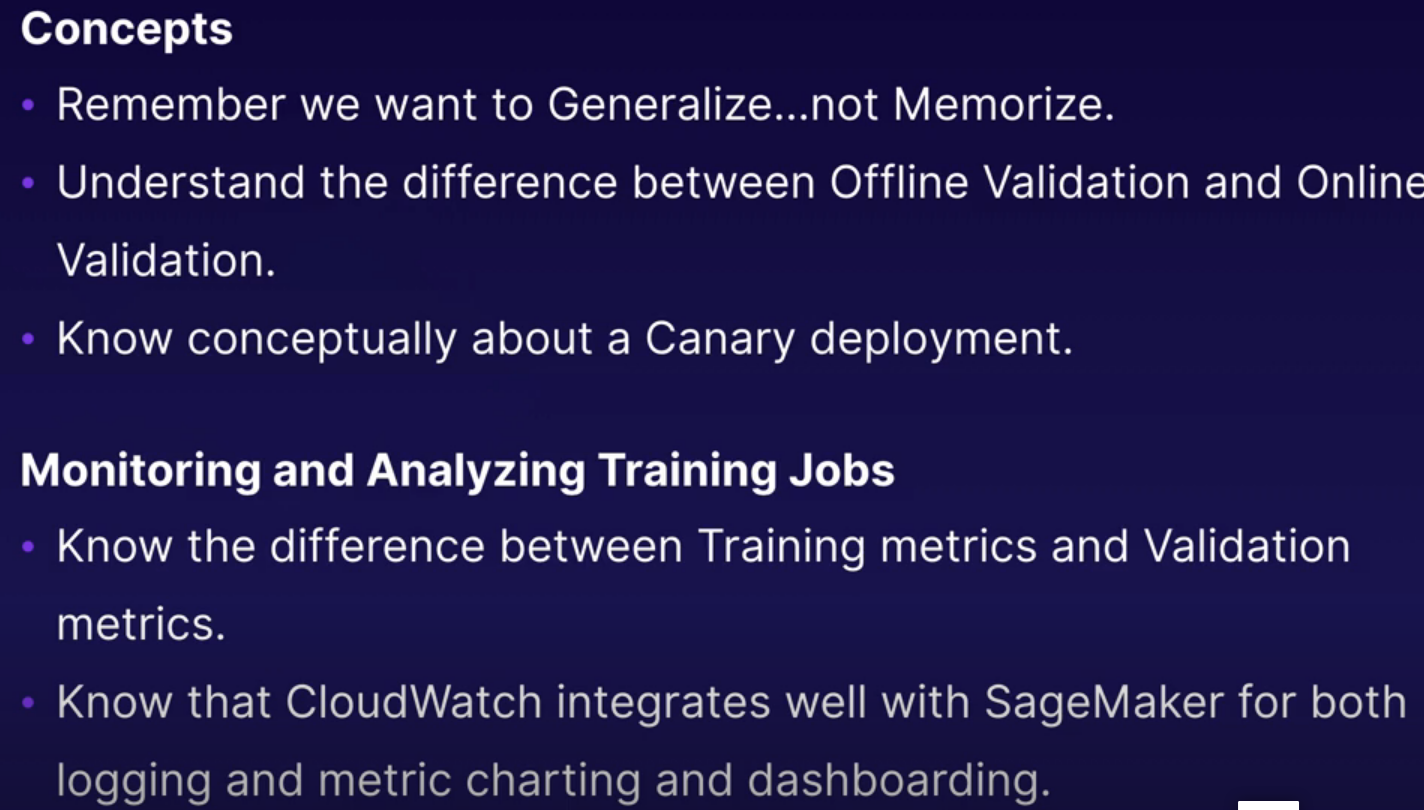 Concepts
• Remember we want to Generalize...not Memorize.
• Understand the difference between Offline Validation and Online
Validation.
• Know conceptually about a Canary deployment.
Monitoring and Analyzing Training Jobs
• Know the difference between Training metrics and Validation
metrics.
• Know that CloudWatch integrates well with SageMaker for both
logging and metric charting and dashboarding.